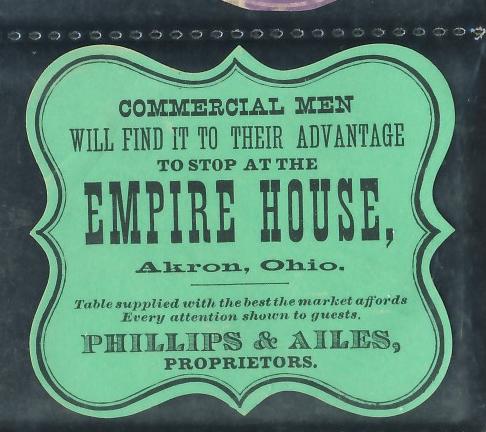 COMMERCIAL MEN
WILL FIND IT TO THEIR ADVANTAGE
TO STOP AT THE
EMPIRE HOUSE,
Akron, Ohio.
Table supplied with the best the market affords
Every attention shown to guests.
PHILLIPS & AILES,
PROPRIETORS.